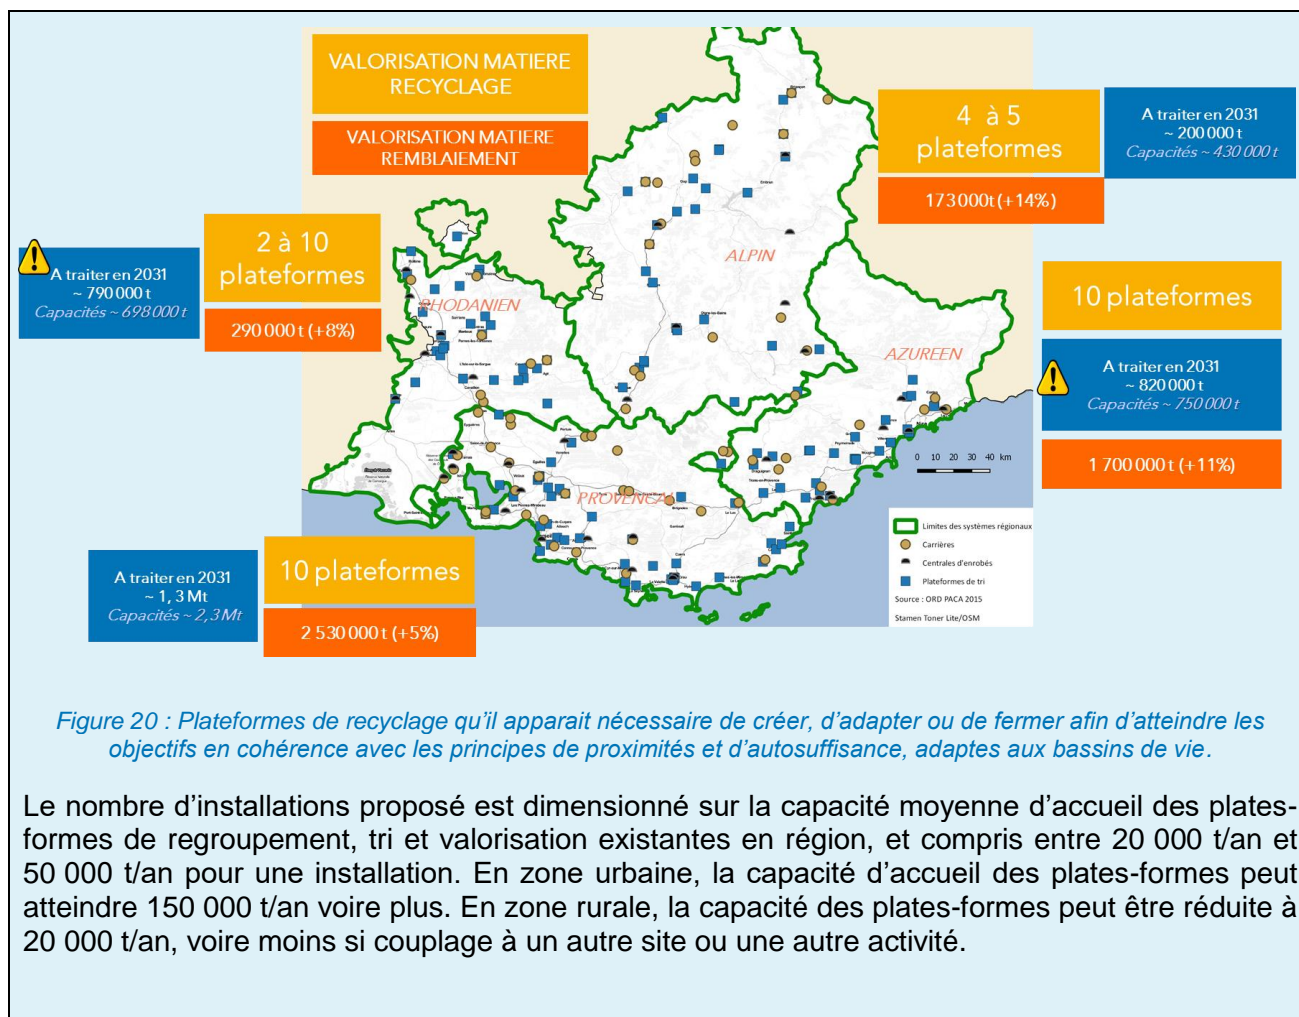 VALORISATION MATIERE
RECYCLAGE
VALORISATION MATIERE
REMBLAIEMENT
4 à 5
plateformes
173 000t (+14%)
A traiter en 2031
~ 200 000 t
Capacités ~ 430 000 t
2 à 10
plateformes
290 000 t (+8%)
A traiter en 2031
~ 790 000 t
Capacités ~ 698 000 t
10 plateformes
A traiter en 2031
~ 820 000 t
Capacités ~ 750 000 t
1 700 000 t (+11%)
ALPIN
RHODANIEN
AZUREEN
PROVENCAL
Gap
Embrun
0 10 20 30 40 km
Limites des systèmes régionaux
Carrières
Centrales d'enrobés
Plateformes de tri
Source : ORD PACA 2015
Stamen Toner Lite/OSM
A traiter en 2031
~ 1, 3 Mt
Capacités ~ 2,3 Mt
10 plateformes
2 530 000 t (+5%)
Figure 20 : Plateformes de recyclage qu'il apparait nécessaire de créer, d'adapter ou de fermer afin d'atteindre les
objectifs en cohérence avec les principes de proximités et d'autosuffisance, adaptes aux bassins de vie.
Le nombre d'installations proposé est dimensionné sur la capacité moyenne d'accueil des plates-
formes de regroupement, tri et valorisation existantes en région, et compris entre 20 000 t/an et
50 000 t/an pour une installation. En zone urbaine, la capacité d'accueil des plates-formes peut
atteindre 150 000 t/an voire plus. En zone rurale, la capacité des plates-formes peut être réduite à
20 000 t/an, voire moins si couplage à un autre site ou une autre activité.